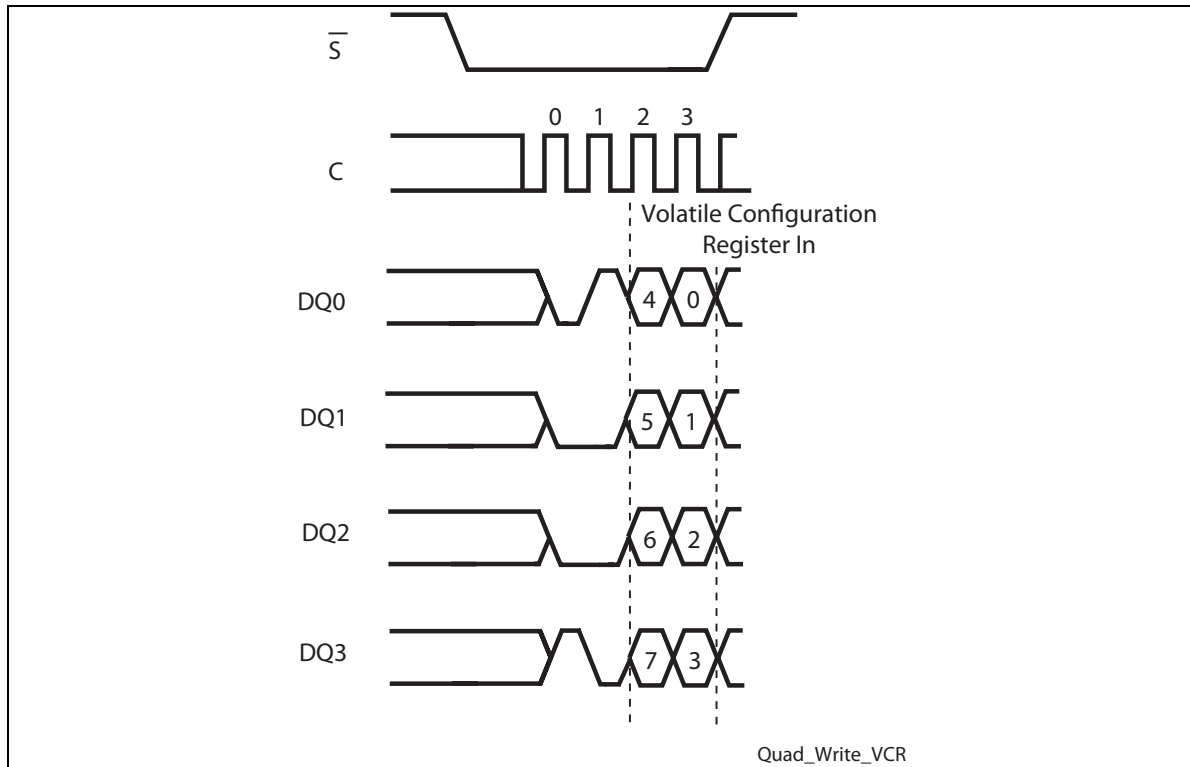 S̅
0 1 2 3
C
Volatile Configuration
Register In
DQ0 4 0
DQ1 5 1
DQ2 6 2
DQ3 7 3
Quad_Write_VCR